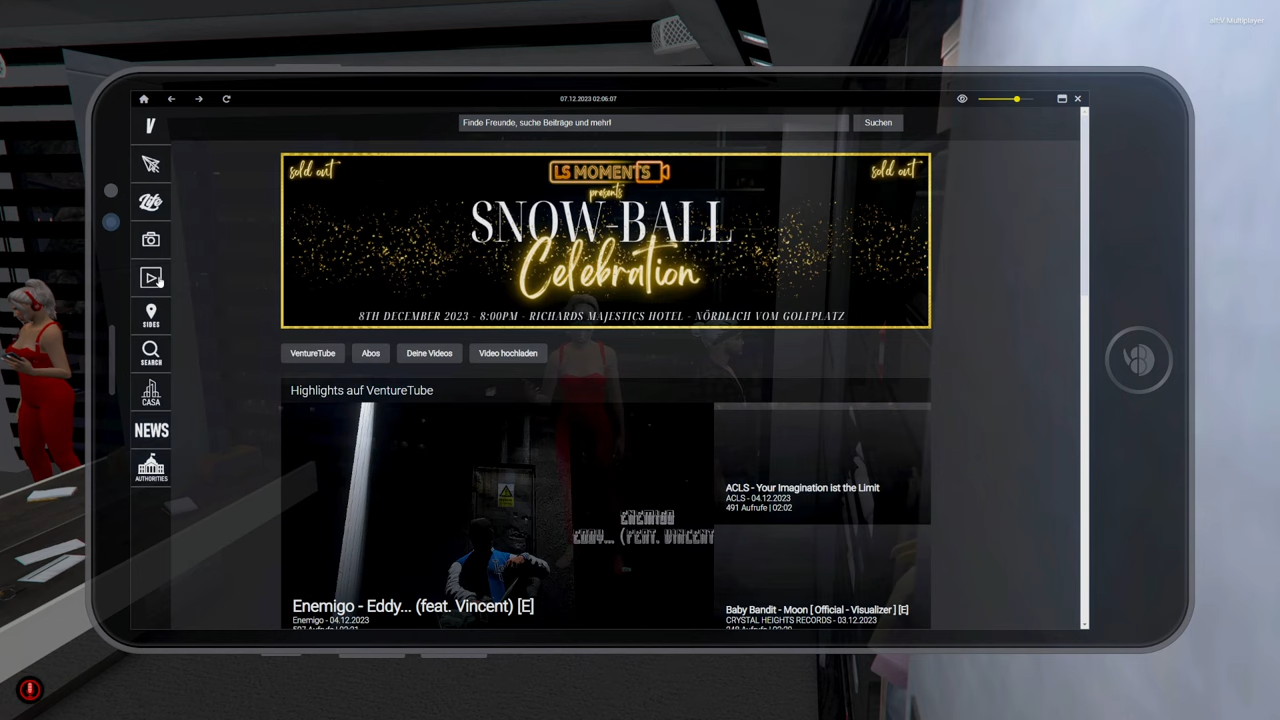 alt:V Multiplayer
07.12.2023 02:06:07
Finde Freunde, suche Beiträge und mehr!
Suchen
sold out
LS MOMENTS
sold out
presents
SNOW-BALL
Celebration
8TH DECEMBER 2023 - 8:00PM - RICHARDS MAJESTICS HOTEL - NÖRDLICH VOM GOLFPLATZ
Life
SIDES
SEARCH
CASA
NEWS
AUTHORITIES
VentureTube
Abos
Deine Videos
Video hochladen
Highlights auf VentureTube
ENEMIGO
EDDY... (FEAT. VINCENT
Enemigo - Eddy... (feat. Vincent) [E]
Enemigo - 04.12.2023
ACLS - Your Imagination ist the Limit
ACLS - 04.12.2023
491 Aufrufe | 02:02
Baby Bandit - Moon [ Official - Visualizer ] [E]
CRYSTAL HEIGHTS RECORDS - 03.12.2023